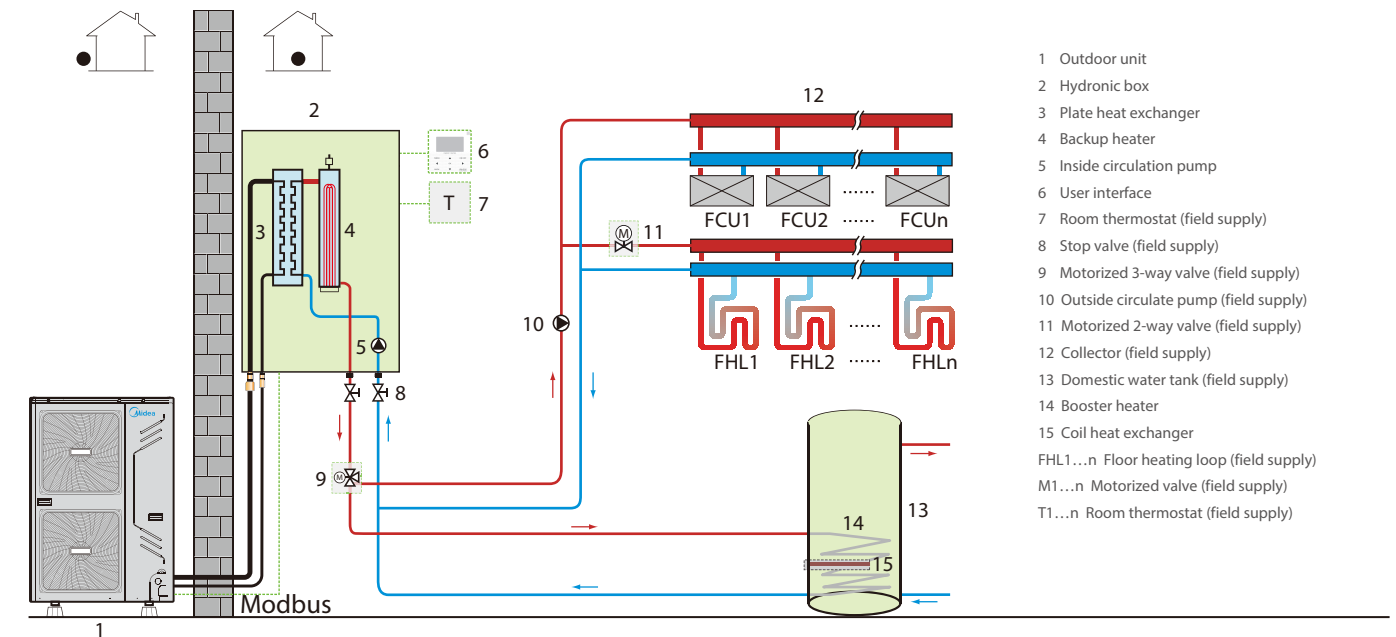 2
12
6
T
7
3
4
FCU1
FCU2
......
FCUn
M
11
10
5
FHL1
FHL2
......
FHLn
8
Midea
9
M
14
13
15
Modbus
1
1 Outdoor unit
2 Hydronic box
3 Plate heat exchanger
4 Backup heater
5 Inside circulation pump
6 User interface
7 Room thermostat (field supply)
8 Stop valve (field supply)
9 Motorized 3-way valve (field supply)
10 Outside circulate pump (field supply)
11 Motorized 2-way valve (field supply)
12 Collector (field supply)
13 Domestic water tank (field supply)
14 Booster heater
15 Coil heat exchanger
FHL1…n Floor heating loop (field supply)
M1…n Motorized valve (field supply)
T1…n Room thermostat (field supply)